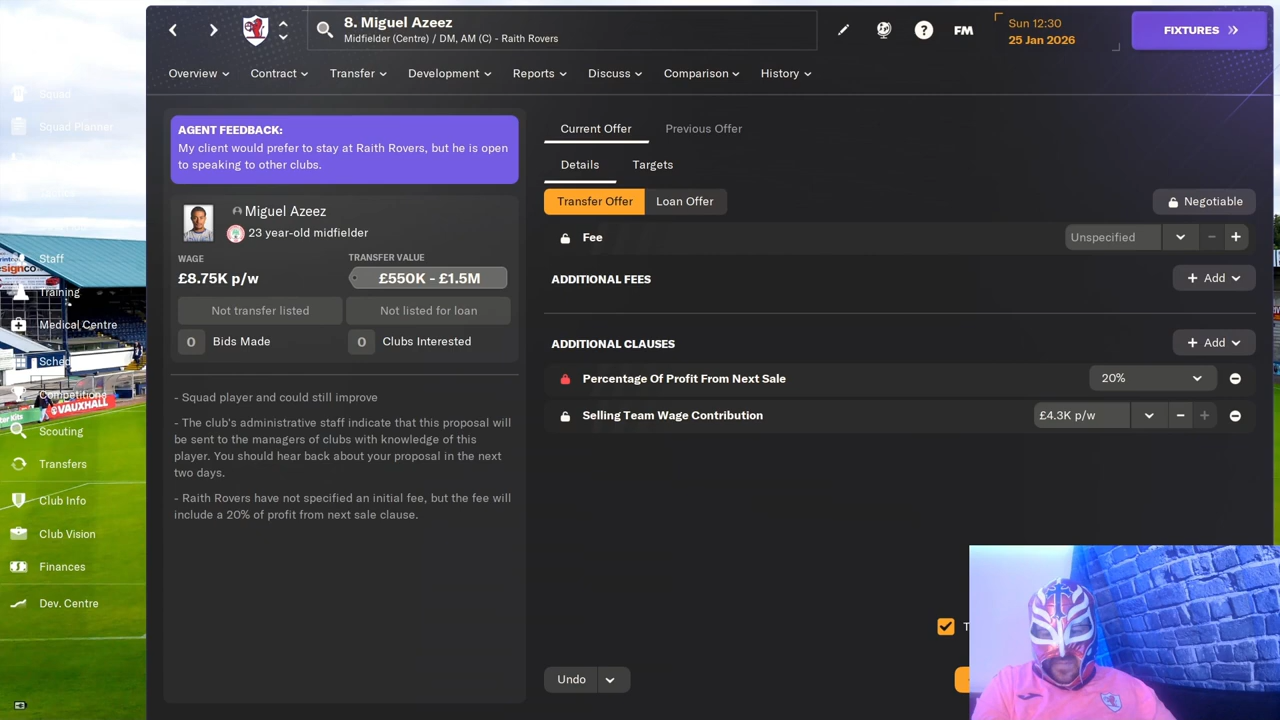 8. Miguel Azeez
Midfielder (Centre) / DM, AM (C) - Raith Rovers
FM
Sun 12:30
25 Jan 2026
FIXTURES
Overview
Contract
Transfer
Development
Reports
Discuss
Comparison
History
Squad
Squad Planner
Staff
Training
Medical Centre
Sched
Competitions
VAUXHALL
Scouting
Transfers
Club Info
Club Vision
Finances
Dev. Centre
AGENT FEEDBACK:
My client would prefer to stay at Raith Rovers, but he is open
to speaking to other clubs.
Miguel Azeez
23 year-old midfielder
WAGE
£8.75K p/w
TRANSFER VALUE
£550K - £1.5M
Not transfer listed
Not listed for loan
0 Bids Made
0 Clubs Interested
- Squad player and could still improve
- The club's administrative staff indicate that this proposal will
be sent to the managers of clubs with knowledge of this
player. You should hear back about your proposal in the next
two days.
- Raith Rovers have not specified an initial fee, but the fee will
include a 20% of profit from next sale clause.
Current Offer
Previous Offer
Details
Targets
Transfer Offer
Loan Offer
Negotiable
Fee
Unspecified
ADDITIONAL FEES
Add
ADDITIONAL CLAUSES
Add
Percentage Of Profit From Next Sale
20%
Selling Team Wage Contribution
£4.3K p/w
Undo